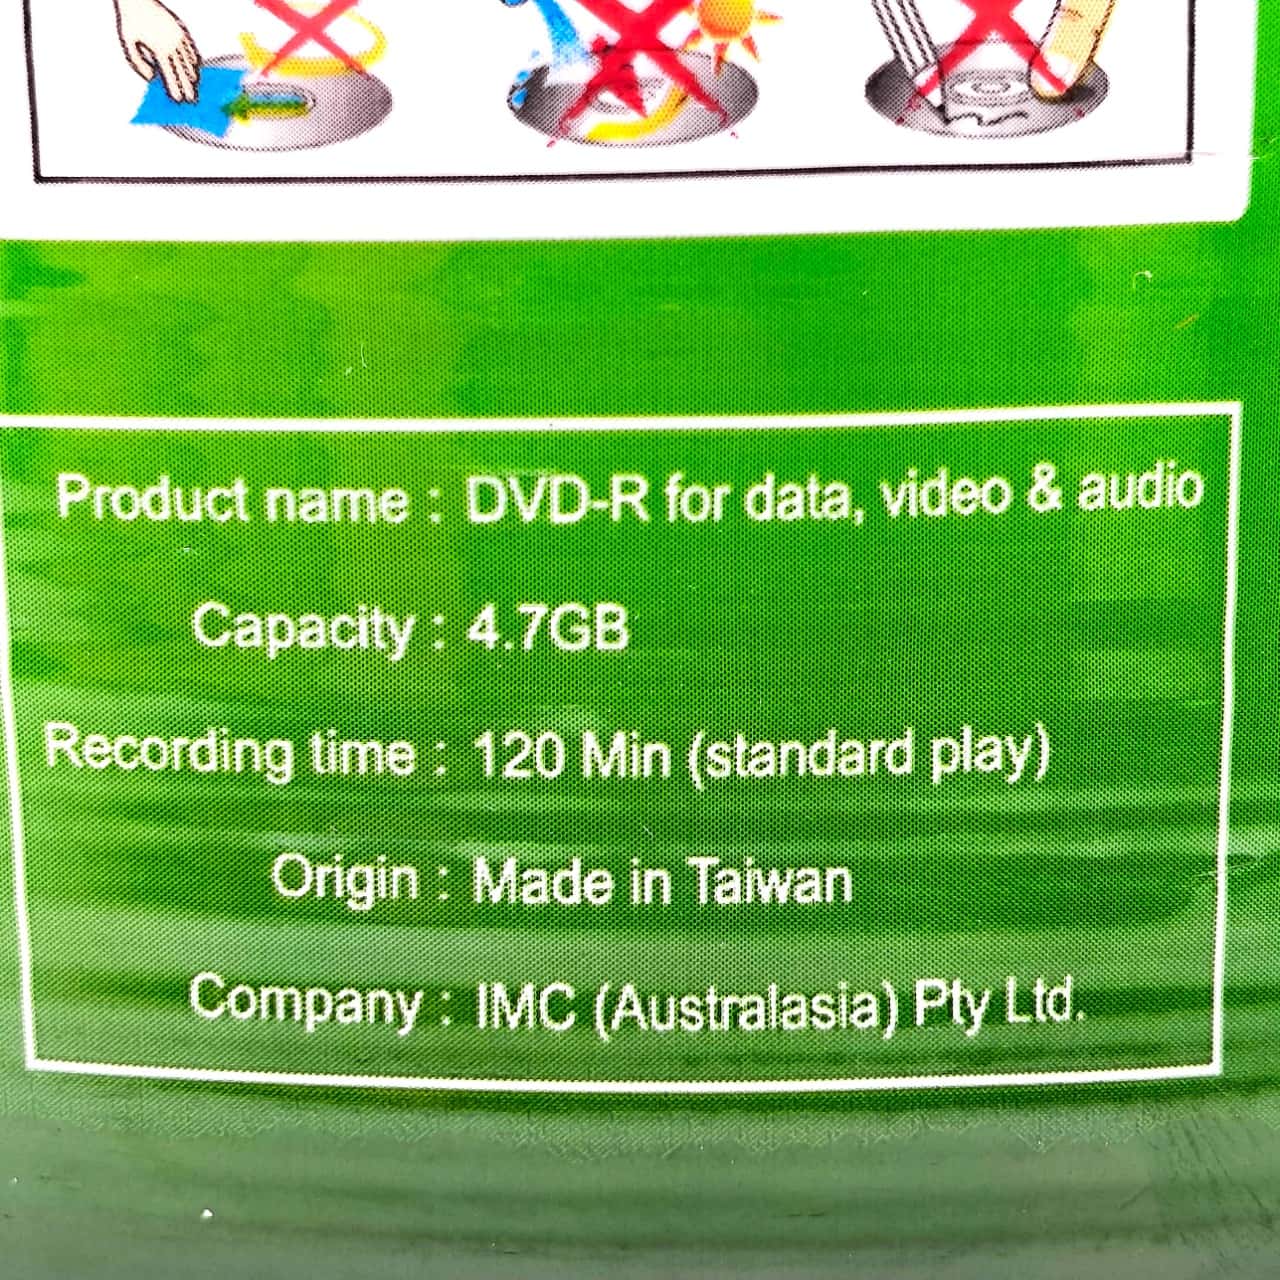 Product name : DVD-R for data, video & audio
Capacity : 4.7GB
Recording time : 120 Min (standard play)
Origin : Made in Taiwan
Company : IMC (Australasia) Pty Ltd.